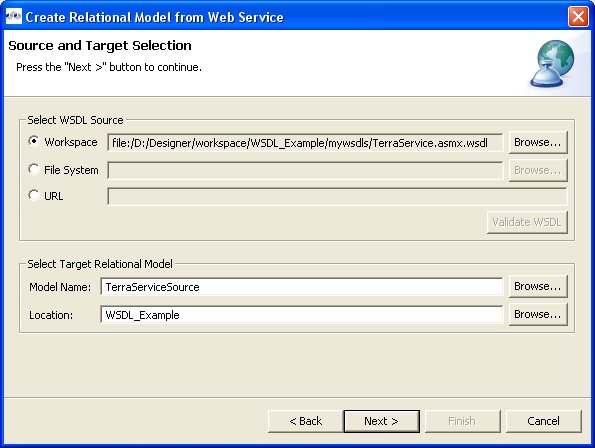 Create Relational Model from Web Service
Source and Target Selection
Press the "Next >" button to continue.
Select WSDL Source
Workspace file:/D:/Designer/workspace/WSDL_Example/mywsdls/TerraService.asmx.wsdl Browse...
File System Browse...
URL
Validate WSDL
Select Target Relational Model
Model Name: TerraServiceSource Browse...
Location: WSDL_Example Browse...
< Back Next > Finish Cancel